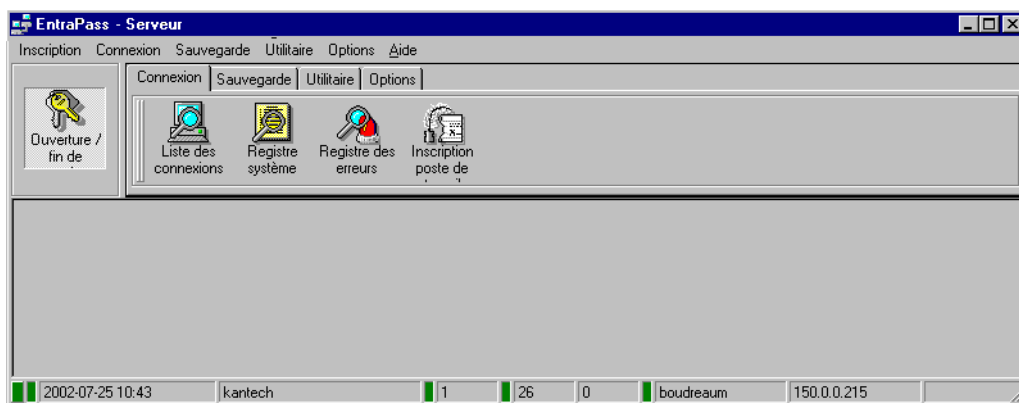 EntraPass - Serveur
Inscription Connexion Sauvegarde Utilitaire Options Aide
Connexion Sauvegarde Utilitaire Options
Ouverture /
fin de
Liste des
connexions
Registre
système
Registre des
erreurs
Inscription
poste de
2002-07-25 10:43 kantech 1 26 0 boudreaum 150.0.0.215